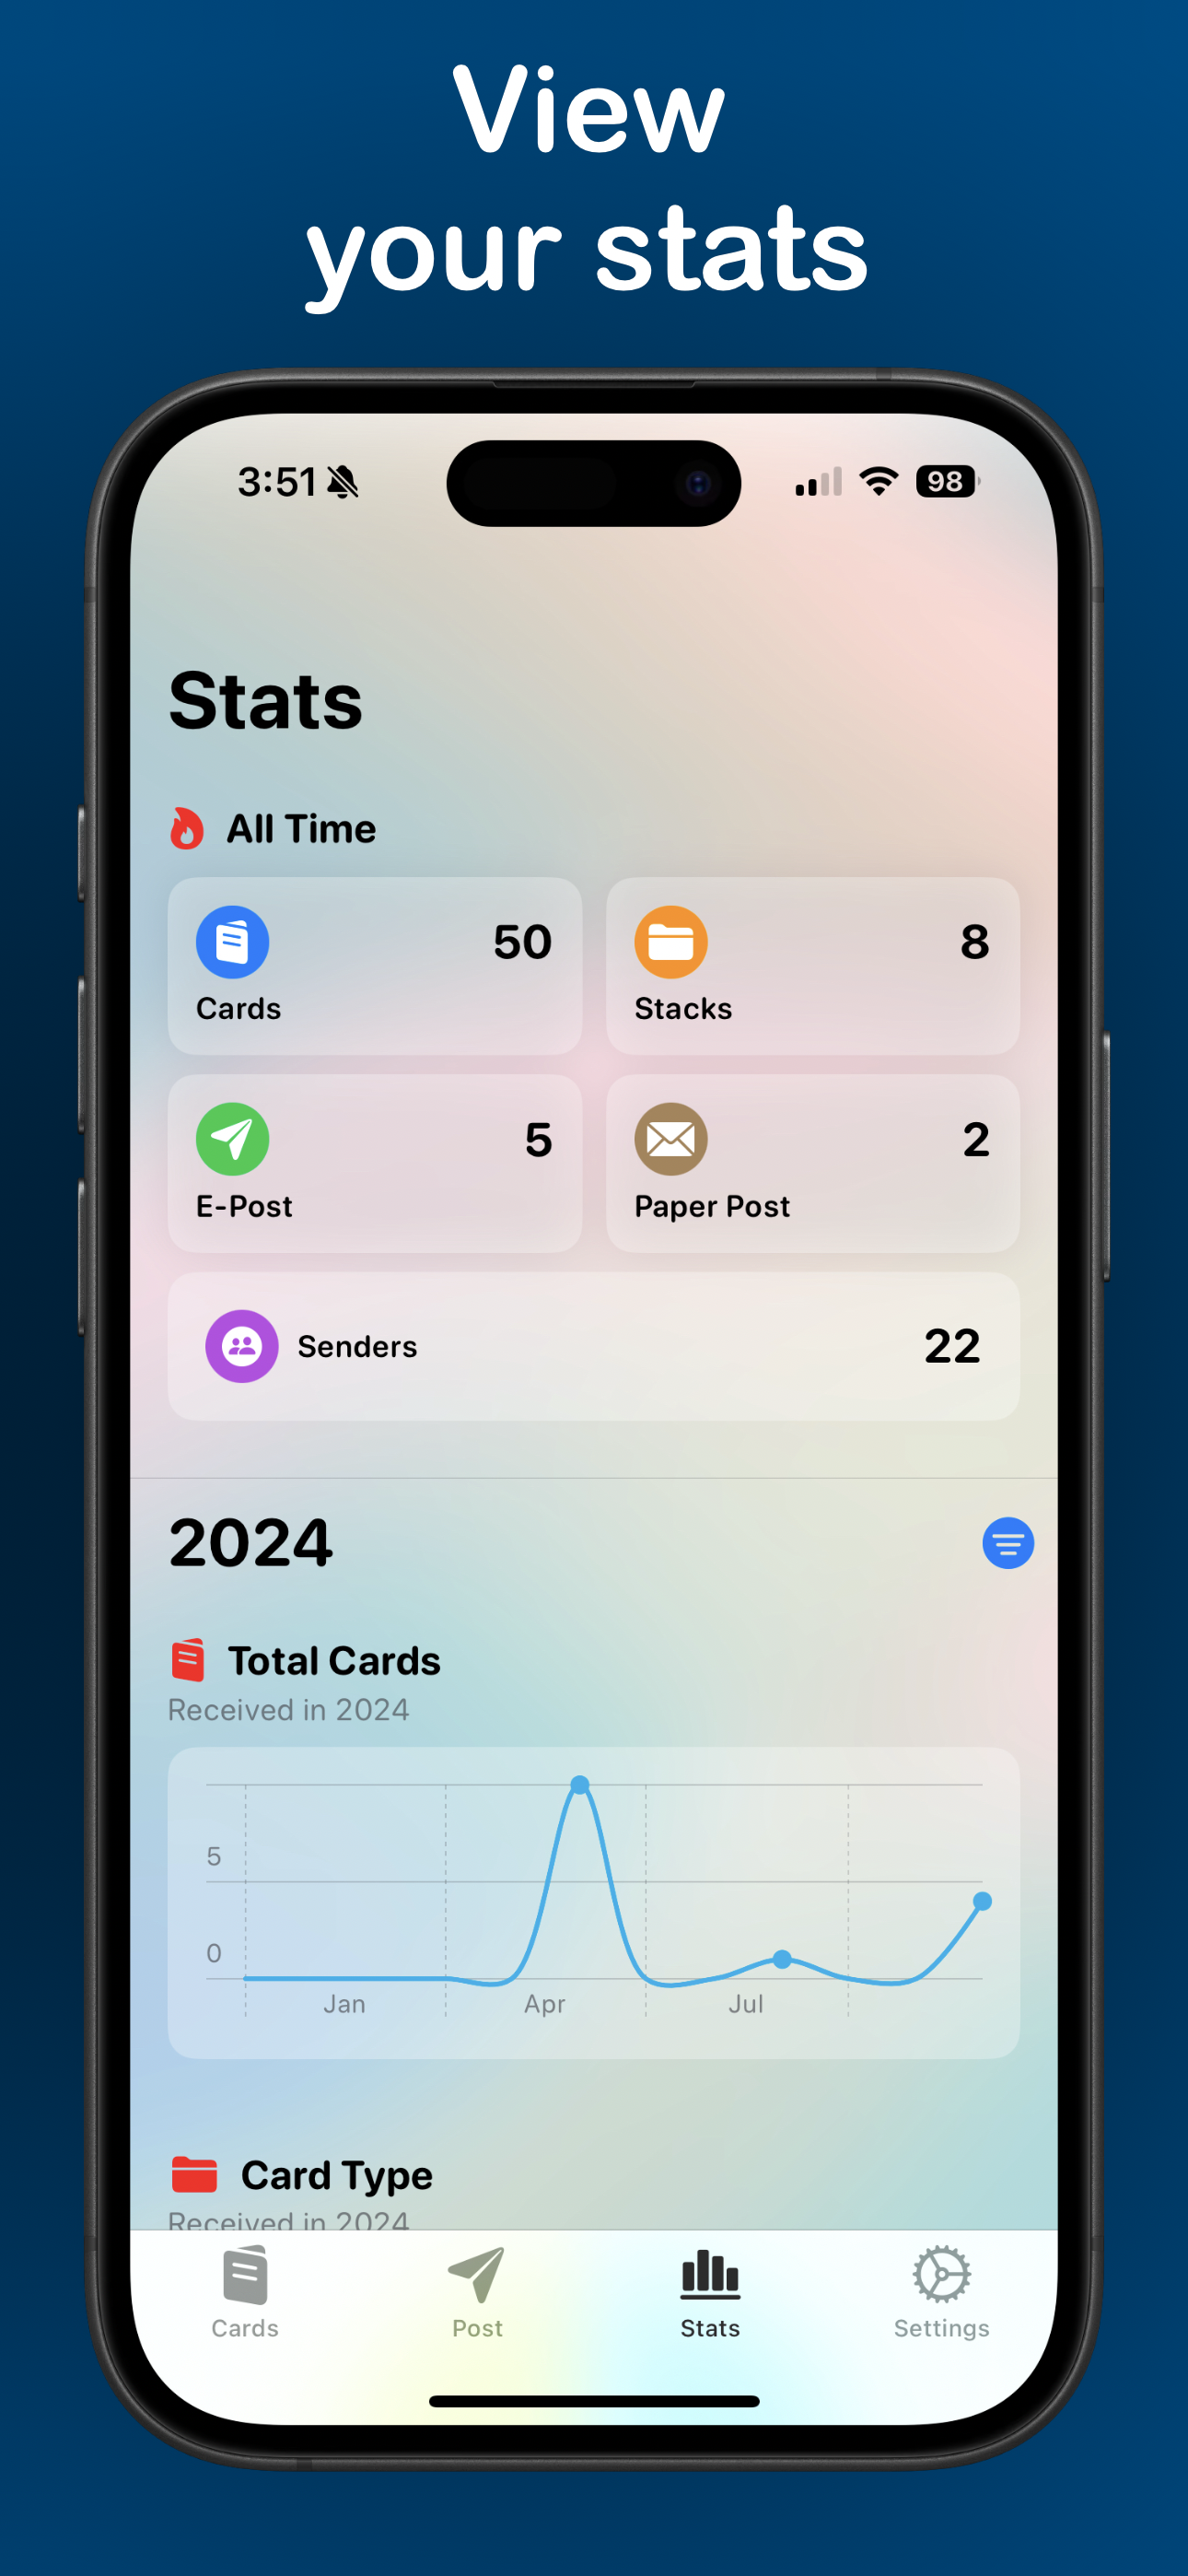 View
your stats
3:51
98
Stats
All Time
50
Cards
8
Stacks
5
E-Post
2
Paper Post
Senders
22
2024
Total Cards
Received in 2024
5
0
Jan
Apr
Jul
Card Type
Received in 2024
Cards
Post
Stats
Settings